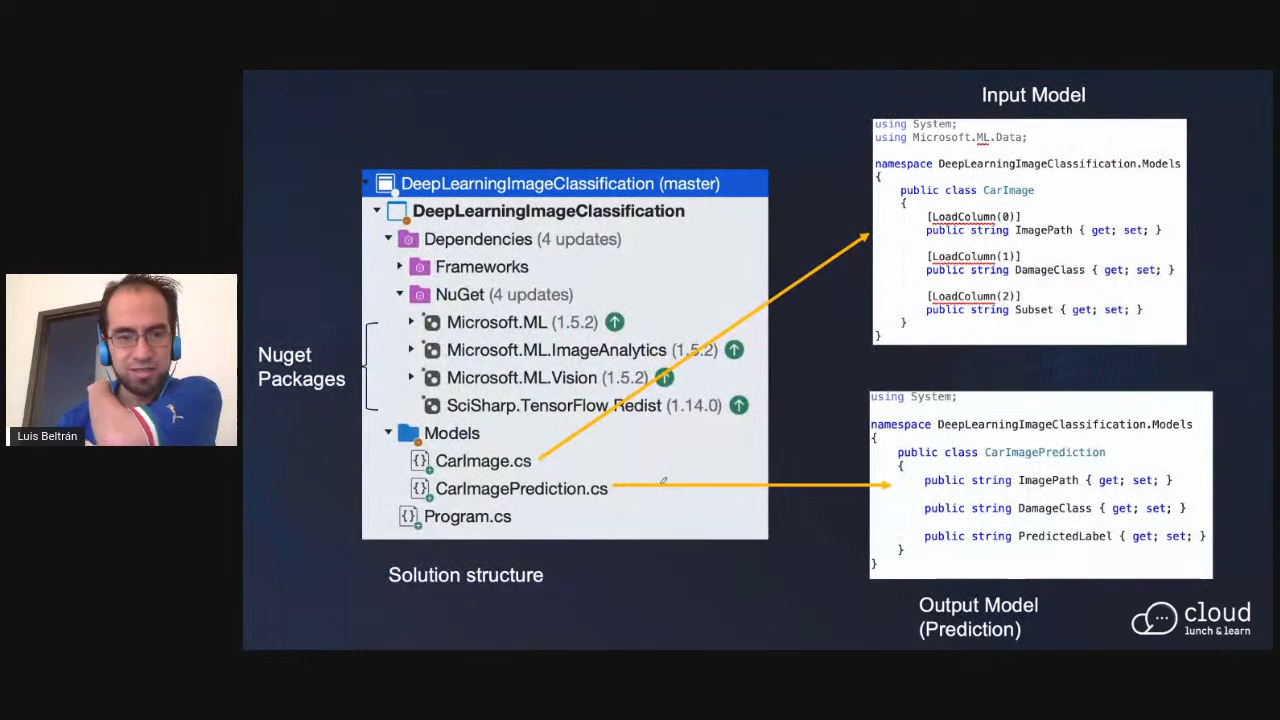 Luis Beltrán
Nuget
Packages
DeepLearningImageClassification (master)
DeepLearningImageClassification
Dependencies (4 updates)
Frameworks
NuGet (4 updates)
Microsoft.ML (1.5.2)
Microsoft.ML.ImageAnalytics (1.5.2)
Microsoft.ML.Vision (1.5.2)
SciSharp.TensorFlow.Redist (1.14.0)
Models
{} CarImage.cs
{} CarImagePrediction.cs
{} Program.cs
Solution structure
Input Model
using System;
using Microsoft.ML.Data;
namespace DeepLearningImageClassification.Models
{
public class CarImage
{
[LoadColumn(0)]
public string ImagePath { get; set; }
[LoadColumn(1)]
public string DamageClass { get; set; }
[LoadColumn(2)]
public string Subset { get; set; }
}
}
using System;
namespace DeepLearningImageClassification.Models
{
public class CarImagePrediction
{
public string ImagePath { get; set; }
public string DamageClass { get; set; }
public string PredictedLabel { get; set; }
}
}
Output Model
(Prediction)
cloud
lunch & learn